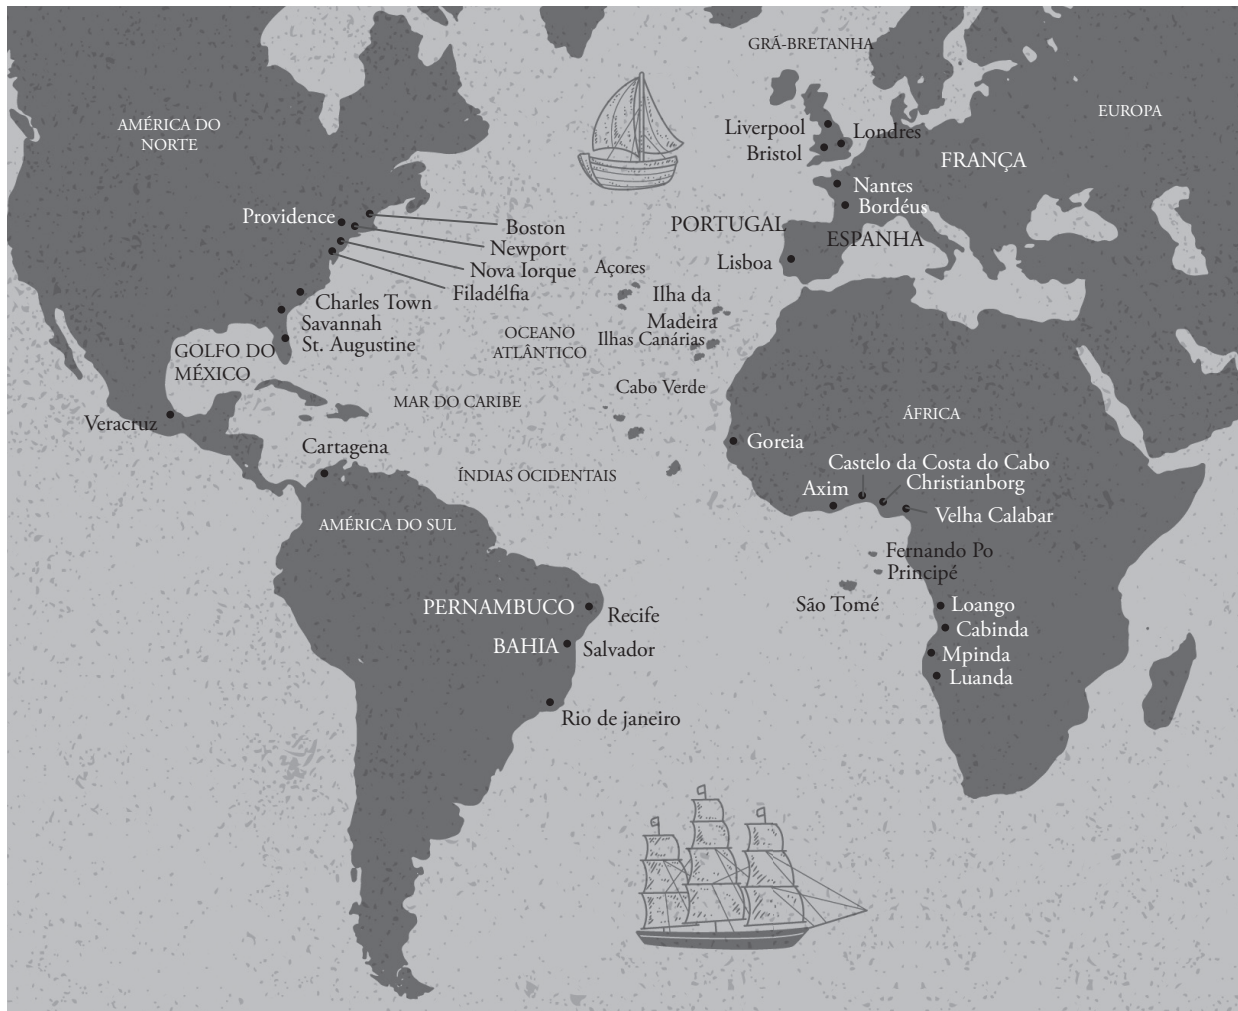 GRÃ-BRETANHA
AMÉRICA DO
NORTE
EUROPA
Liverpool
Londres
Bristol
FRANÇA
Nantes
Bordéus
Providence
Boston
Newport
Nova Iorque
Filadélfia
PORTUGAL
ESPANHA
Lisboa
Açores
Ilha da
Madeira
Ilhas Canárias
Charles Town
Savannah
St. Augustine
OCEANO
ATLÂNTICO
GOLFO DO
MÉXICO
Cabo Verde
MAR DO CARIBE
Veracruz
ÁFRICA
Goreia
Cartagena
Castelo da Costa do Cabo
Christianborg
ÍNDIAS OCIDENTAIS
Axim
Velha Calabar
AMÉRICA DO SUL
Fernando Po
Principé
São Tomé
PERNAMBUCO
Recife
Loango
Cabinda
BAHIA
Salvador
Mpinda
Luanda
Rio de janeiro